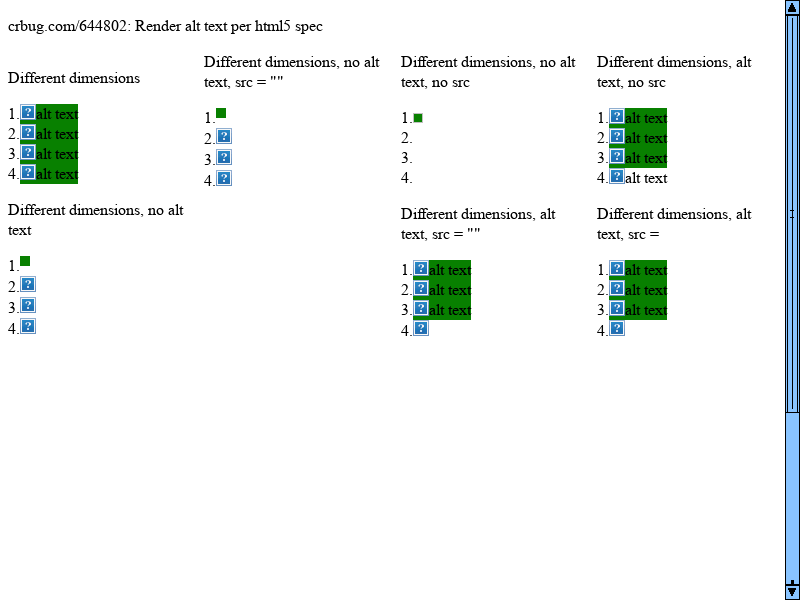 crbug.com/644802: Render alt text per html5 spec
Different dimensions
1. ? alt text
2. ? alt text
3. ? alt text
4. ? alt text
Different dimensions, no alt
text, src = ""
1.
2. ?
3. ?
4. ?
Different dimensions, no alt
text, no src
1.
2.
3.
4.
Different dimensions, alt
text, no src
1. ? alt text
2. ? alt text
3. ? alt text
4. ? alt text
Different dimensions, no alt
text
1.
2. ?
3. ?
4. ?
Different dimensions, alt
text, src = ""
1. ? alt text
2. ? alt text
3. ? alt text
4. ?
Different dimensions, alt
text, src =
1. ? alt text
2. ? alt text
3. ? alt text
4. ?